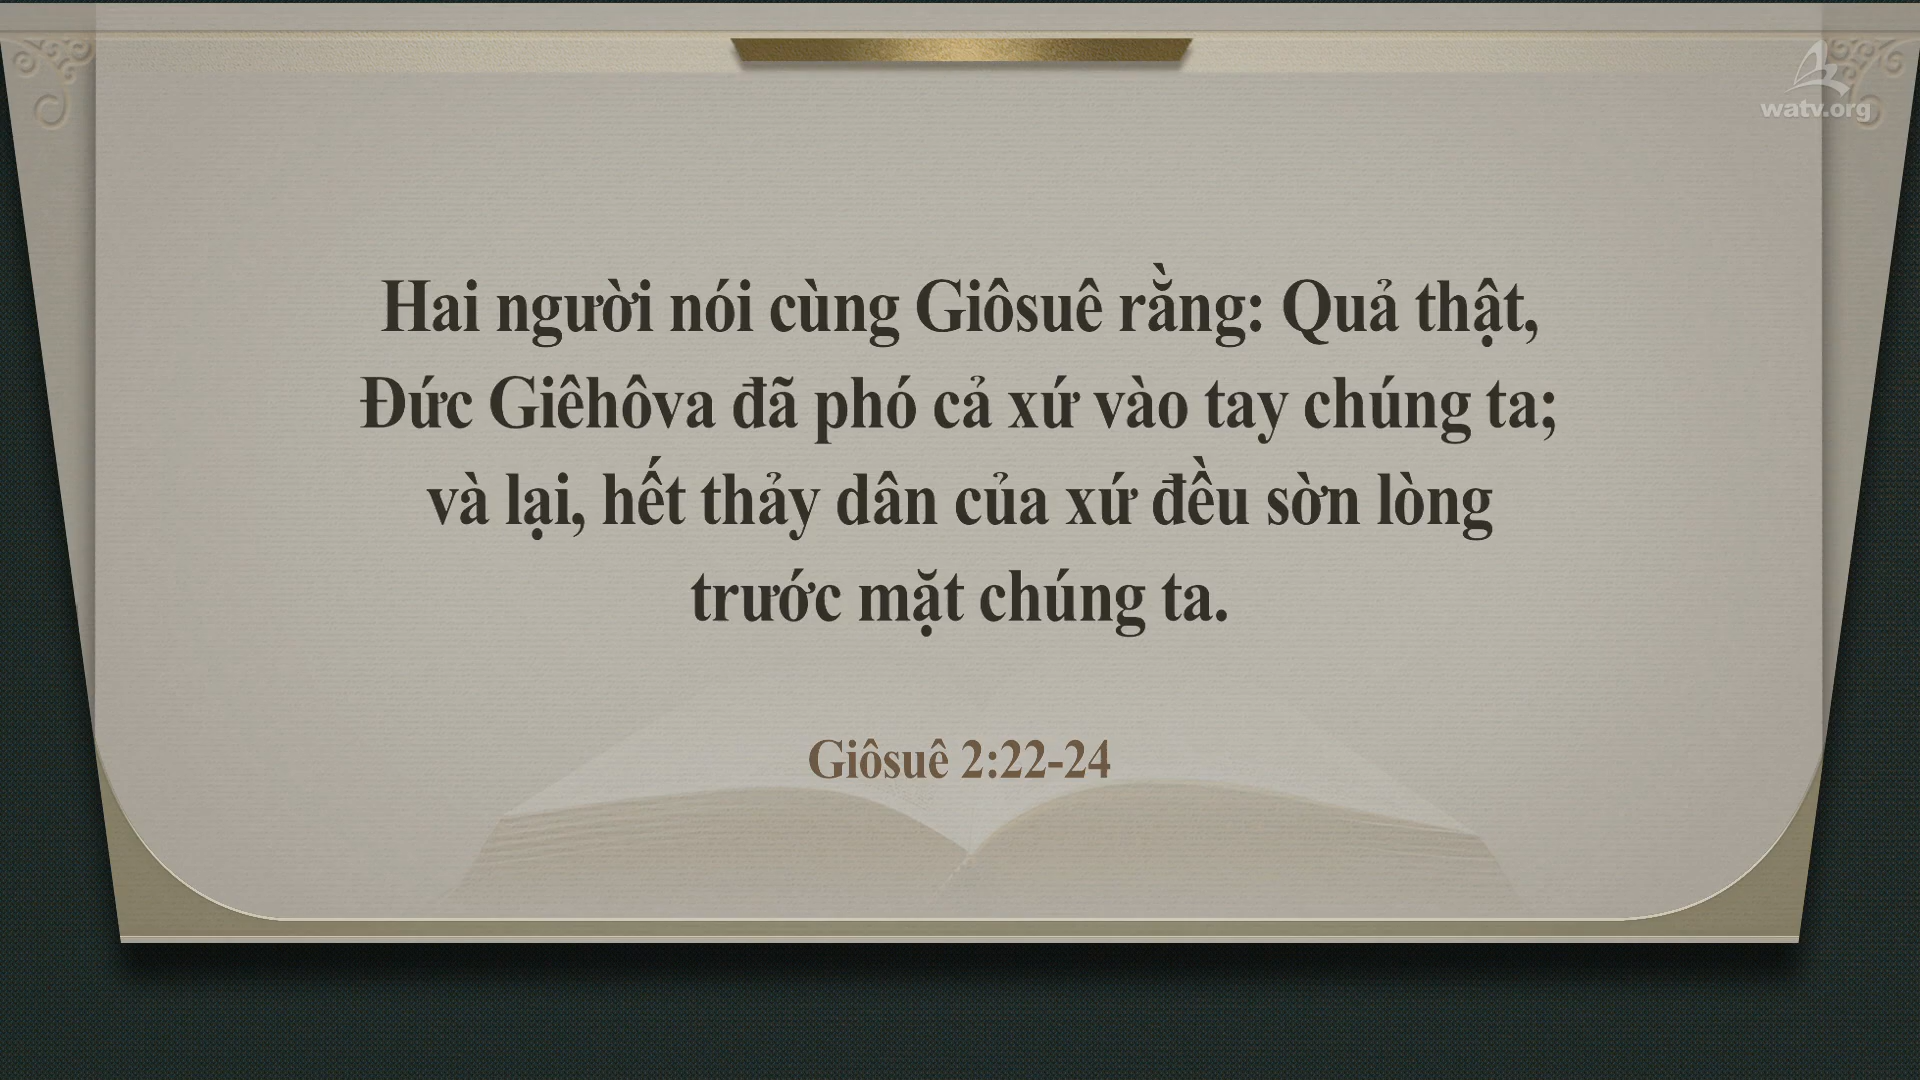 watv.org
Hai người nói cùng Giôsuê rằng: Quả thật,
Đức Giêhôva đã phó cả xứ vào tay chúng ta;
và lại, hết thảy dân của xứ đều sờn lòng
trước mặt chúng ta.
Giôsuê 2:22-24